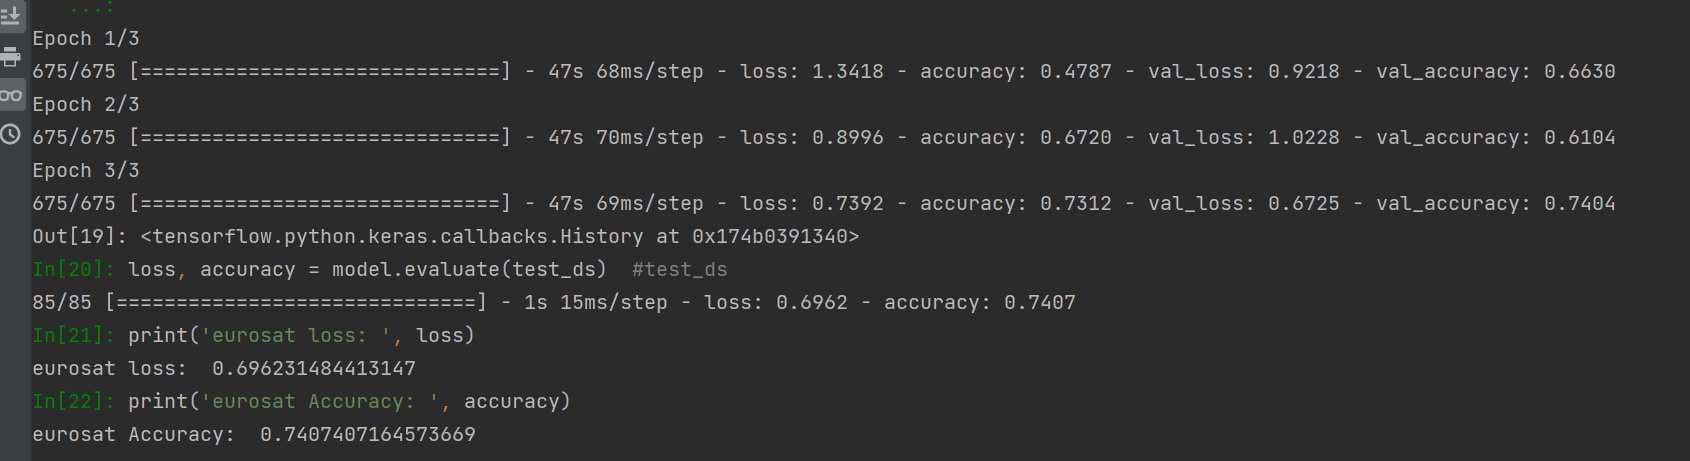 ...:
Epoch 1/3
675/675 [==============================] - 47s 68ms/step - loss: 1.3418 - accuracy: 0.4787 - val_loss: 0.9218 - val_accuracy: 0.6630
Epoch 2/3
675/675 [==============================] - 47s 70ms/step - loss: 0.8996 - accuracy: 0.6720 - val_loss: 1.0228 - val_accuracy: 0.6104
Epoch 3/3
675/675 [==============================] - 47s 69ms/step - loss: 0.7392 - accuracy: 0.7312 - val_loss: 0.6725 - val_accuracy: 0.7404
Out[19]: <tensorflow.python.keras.callbacks.History at 0x174b0391340>
In[20]: loss, accuracy = model.evaluate(test_ds)  #test_ds
85/85 [==============================] - 1s 15ms/step - loss: 0.6962 - accuracy: 0.7407
In[21]: print('eurosat loss: ', loss)
eurosat loss:  0.696231484413147
In[22]: print('eurosat Accuracy: ', accuracy)
eurosat Accuracy:  0.7407407164573669